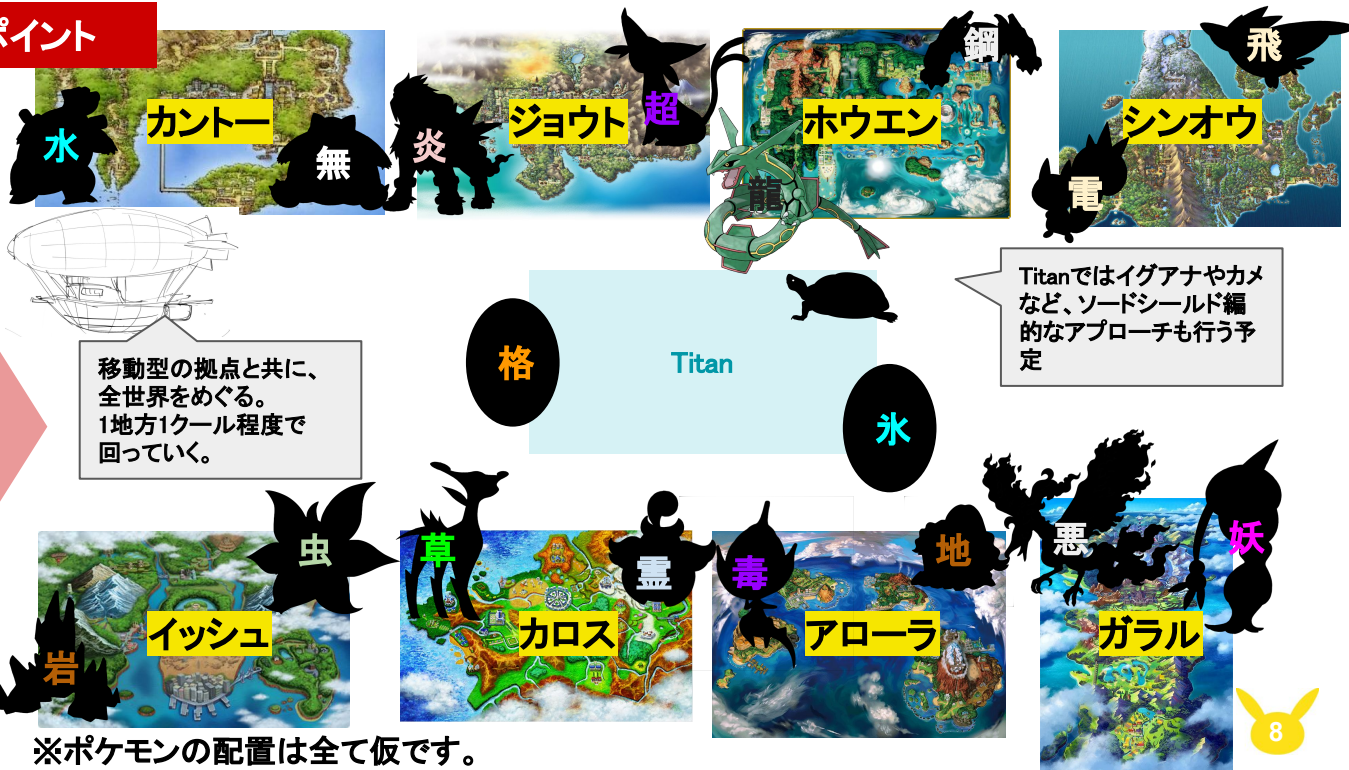 ポイント
カントー
ジョウト
ホウエン
シンオウ
水
無
炎
超
龍
鋼
電
飛
Titanではイグアナやカメ
など、ソードシールド編
的なアプローチも行う予
定
移動型の拠点と共に、
全世界をめぐる。
1地方1クール程度で
回っていく。
格
Titan
氷
岩
虫
草
霊
毒
地
悪
妖
イッシュ
カロス
アローラ
ガラル
8
※ポケモンの配置は全て仮です。